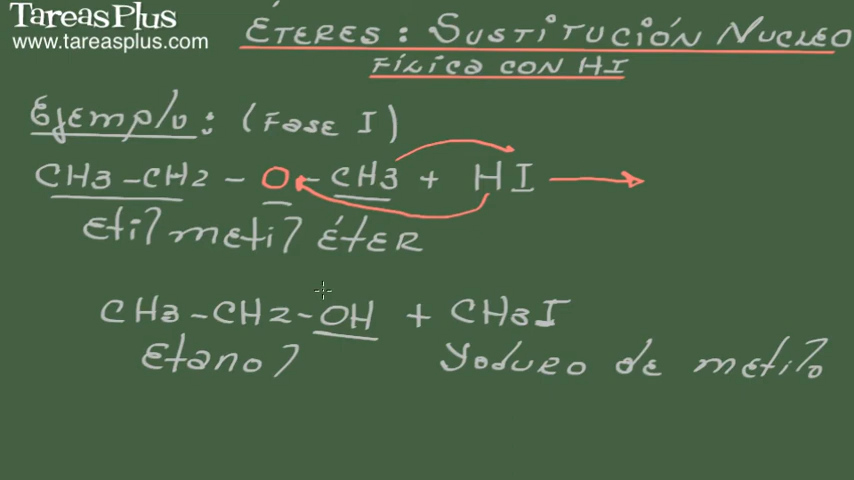 TareasPlus
www.tareasplus.com
ÉTERES: SUSTITUCIÓN NUCLEO
FÍLICA CON HI
Ejemplo: (Fase I)
CH3-CH2-O-CH3 + HI
Etil metil éter
CH3-CH2-OH + CH3I
Etanol Yoduro de metilo